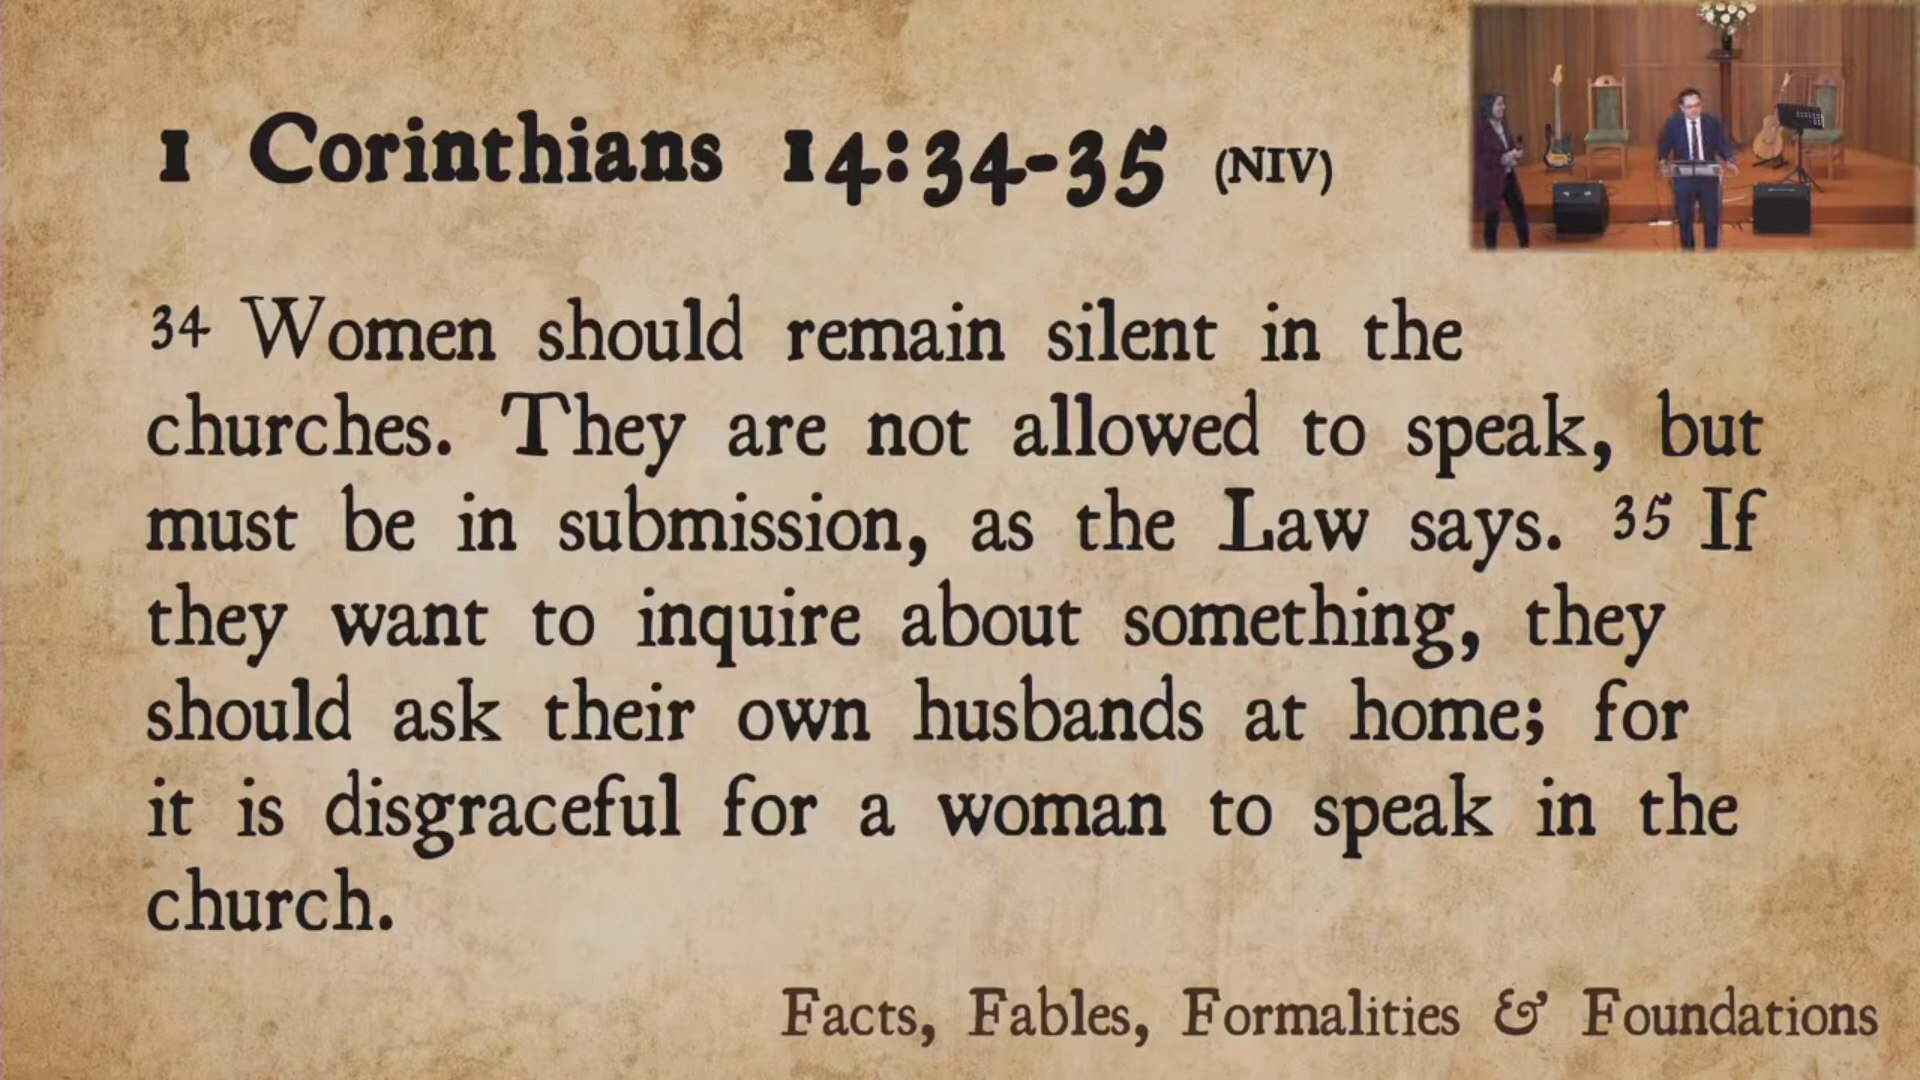 1 Corinthians 14:34-35 (NIV)
34 Women should remain silent in the
churches. They are not allowed to speak, but
must be in submission, as the Law says. 35 If
they want to inquire about something, they
should ask their own husbands at home; for
it is disgraceful for a woman to speak in the
church.
Facts, Fables, Formalities & Foundations